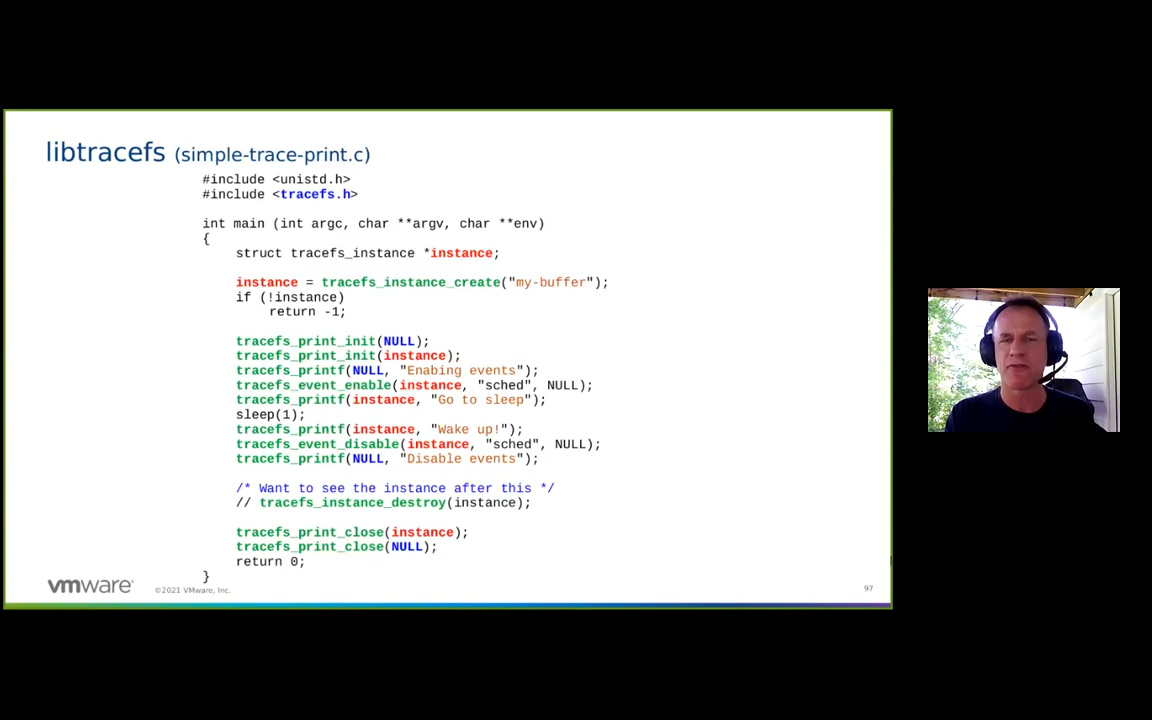 libtracefs (simple-trace-print.c)
#include <unistd.h>
#include <tracefs.h>
int main (int argc, char **argv, char **env)
{
struct tracefs_instance *instance;
instance = tracefs_instance_create("my-buffer");
if (!instance)
return -1;
tracefs_print_init(NULL);
tracefs_print_init(instance);
tracefs_printf(NULL, "Enabing events");
tracefs_event_enable(instance, "sched", NULL);
tracefs_printf(instance, "Go to sleep");
sleep(1);
tracefs_printf(instance, "Wake up!");
tracefs_event_disable(instance, "sched", NULL);
tracefs_printf(NULL, "Disable events");
/* Want to see the instance after this */
// tracefs_instance_destroy(instance);
tracefs_print_close(instance);
tracefs_print_close(NULL);
return 0;
}
vmware
©2021 VMware, Inc.
97